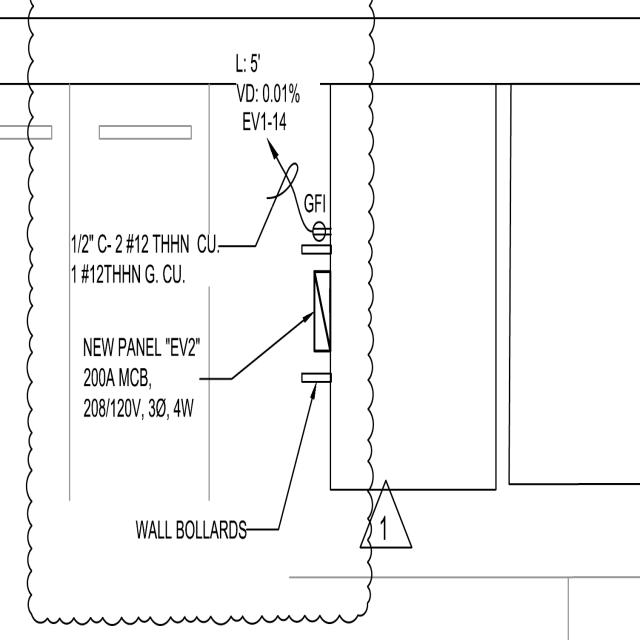 L: 5'
VD: 0.01%
EV1-14
GFI
1/2" C- 2 #12 THHN CU.
1 #12THHN G. CU.
NEW PANEL "EV2"
200A MCB,
208/120V, 3Ø, 4W
WALL BOLLARDS
1